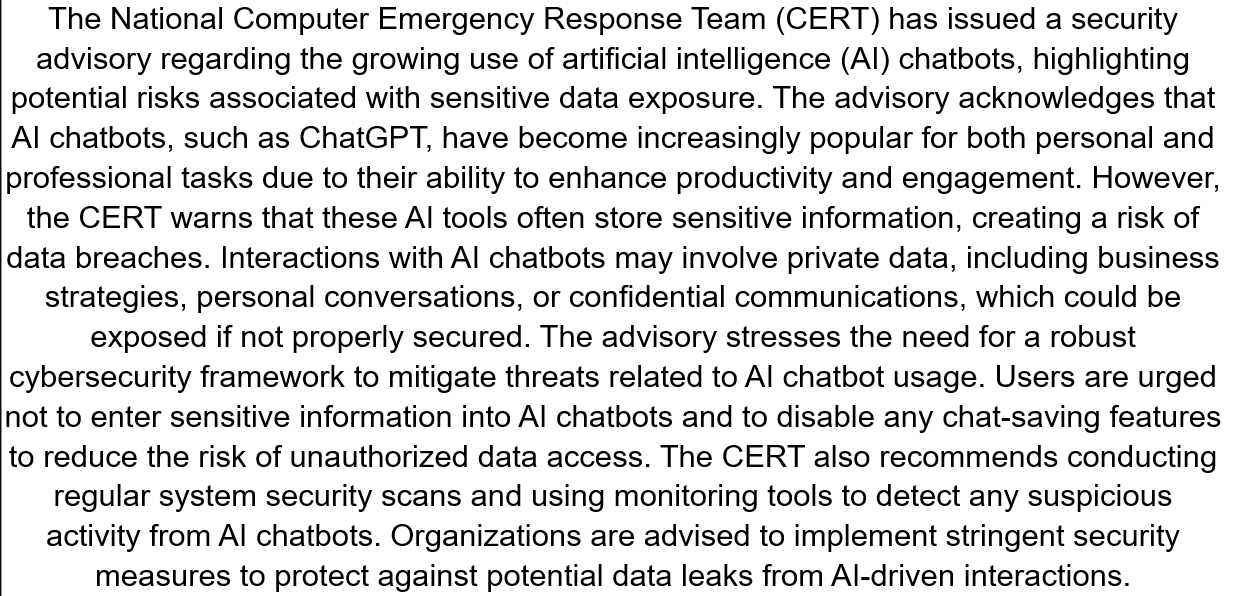 The National Computer Emergency Response Team (CERT) has issued a security
advisory regarding the growing use of artificial intelligence (AI) chatbots, highlighting
potential risks associated with sensitive data exposure. The advisory acknowledges that
AI chatbots, such as ChatGPT, have become increasingly popular for both personal and
professional tasks due to their ability to enhance productivity and engagement. However,
the CERT warns that these AI tools often store sensitive information, creating a risk of
data breaches. Interactions with AI chatbots may involve private data, including business
strategies, personal conversations, or confidential communications, which could be
exposed if not properly secured. The advisory stresses the need for a robust
cybersecurity framework to mitigate threats related to AI chatbot usage. Users are urged
not to enter sensitive information into AI chatbots and to disable any chat-saving features
to reduce the risk of unauthorized data access. The CERT also recommends conducting
regular system security scans and using monitoring tools to detect any suspicious
activity from AI chatbots. Organizations are advised to implement stringent security
measures to protect against potential data leaks from AI-driven interactions.